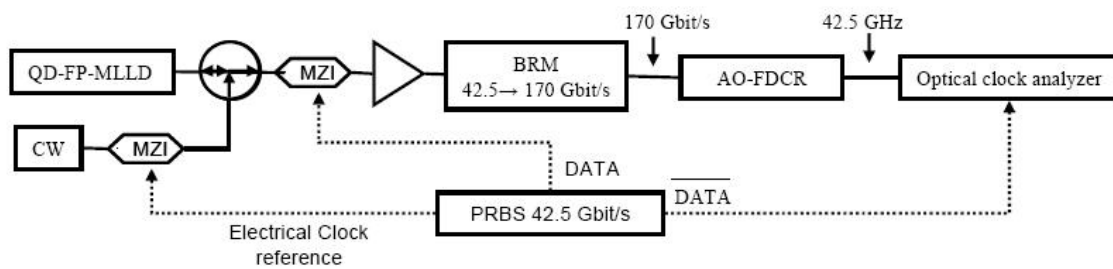 170 Gbit/s
42.5 GHz
QD-FP-MLLD
MZI
BRM
42.5→ 170 Gbit/s
AO-FDCR
Optical clock analyzer
CW
MZI
DATA
DATA
PRBS 42.5 Gbit/s
Electrical Clock
reference